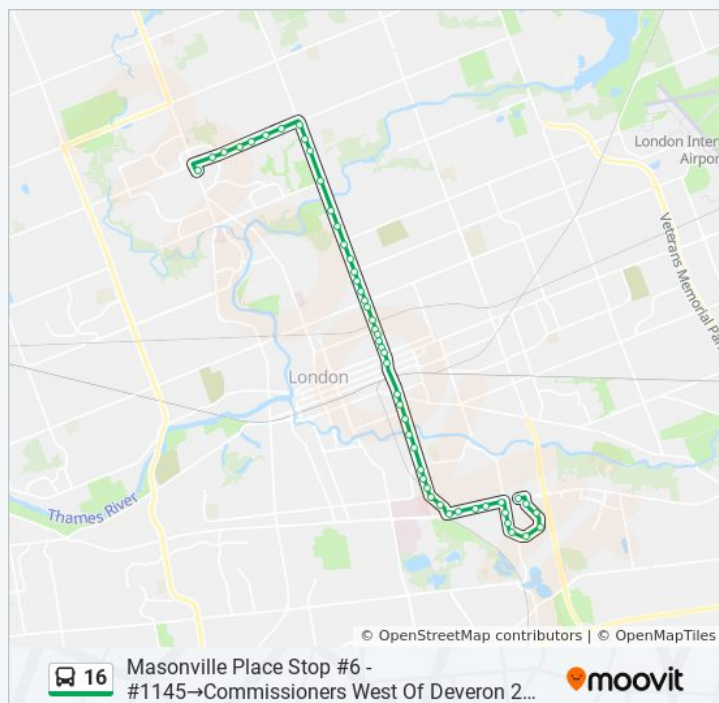 London Inter
Airpo
Veterans Memorial Par
London
Thames River
© OpenStreetMap contributors | © OpenMapTiles
16
Masonville Place Stop #6 -
#1145→Commissioners West Of Deveron 2...
moovit